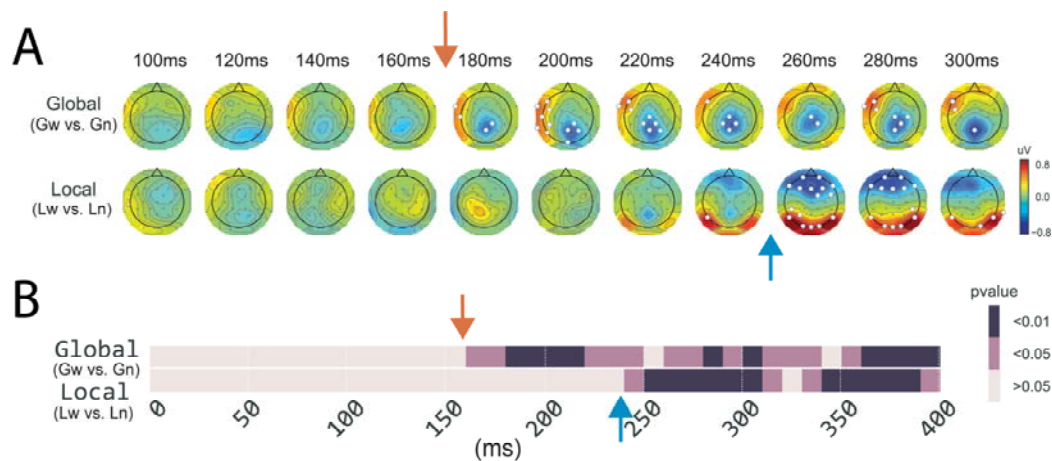 A
100ms 120ms 140ms 160ms 180ms 200ms 220ms 240ms 260ms 280ms 300ms
Global
(Gw vs. Gn)
Local
(Lw vs. Ln)
uV
0.8
0.0
−0.8
B
pvalue
<0.01
<0.05
>0.05
Global
(Gw vs. Gn)
Local
(Lw vs. Ln)
0 50 100 150 200 250 300 350 400
(ms)